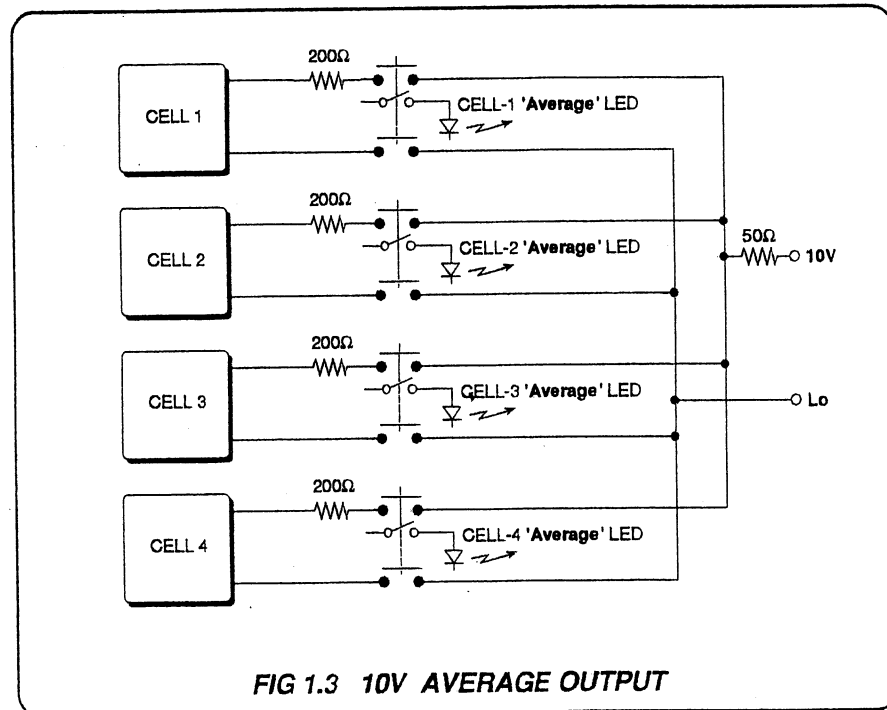 200Ω
CELL 1
CELL-1 'Average' LED
200Ω
CELL 2
CELL-2 'Average' LED
50Ω
10V
200Ω
CELL 3
CELL-3 'Average' LED
Lo
200Ω
CELL 4
CELL-4 'Average' LED
FIG 1.3 10V AVERAGE OUTPUT